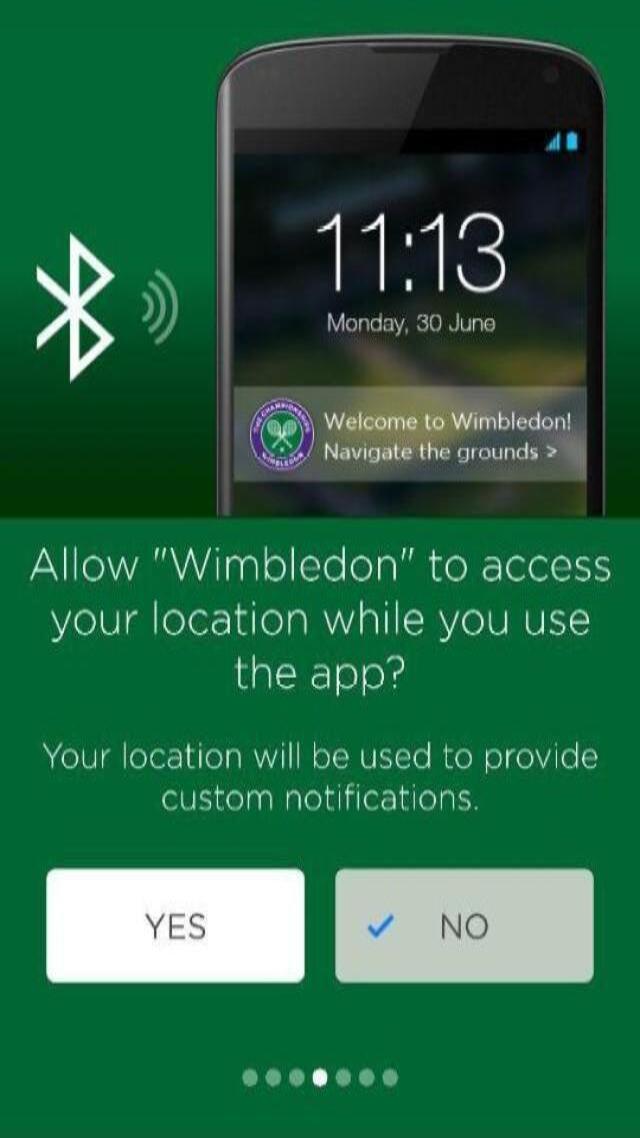 11:13
Monday, 30 June
THE CHAMPIONSHIPS
WIMBLEDON
Welcome to Wimbledon!
Navigate the grounds >
Allow "Wimbledon" to access
your location while you use
the app?
Your location will be used to provide
custom notifications.
YES
NO